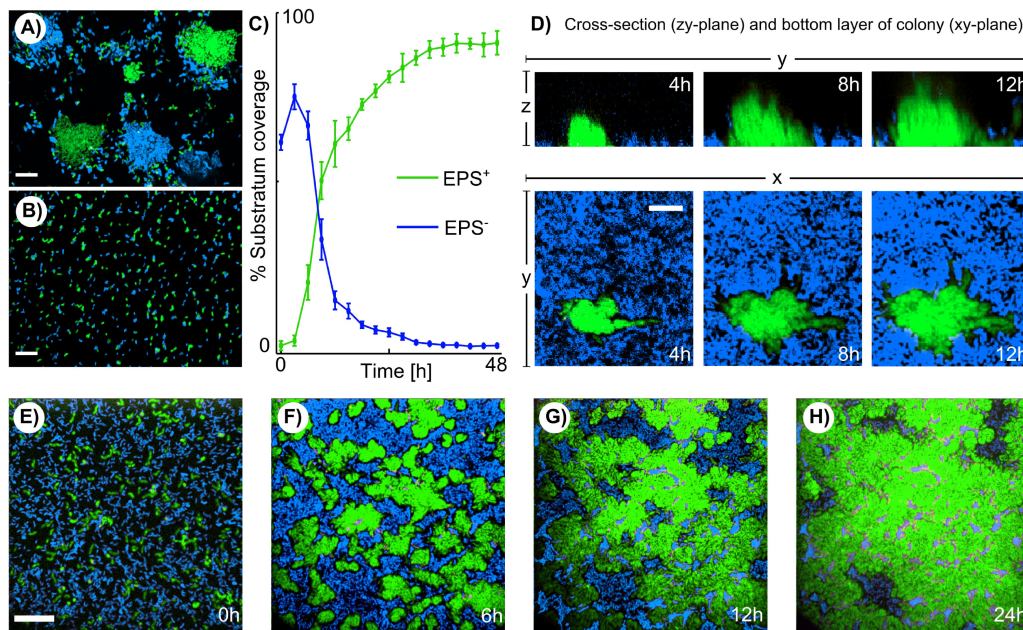 A)
B)
C)
100
% Substratum coverage
0
0
48
Time [h]
EPS⁺
EPS⁻
D) Cross-section (zy-plane) and bottom layer of colony (xy-plane)
y
z
4h
8h
12h
x
y
4h
8h
12h
E)
0h
F)
6h
G)
12h
H)
24h